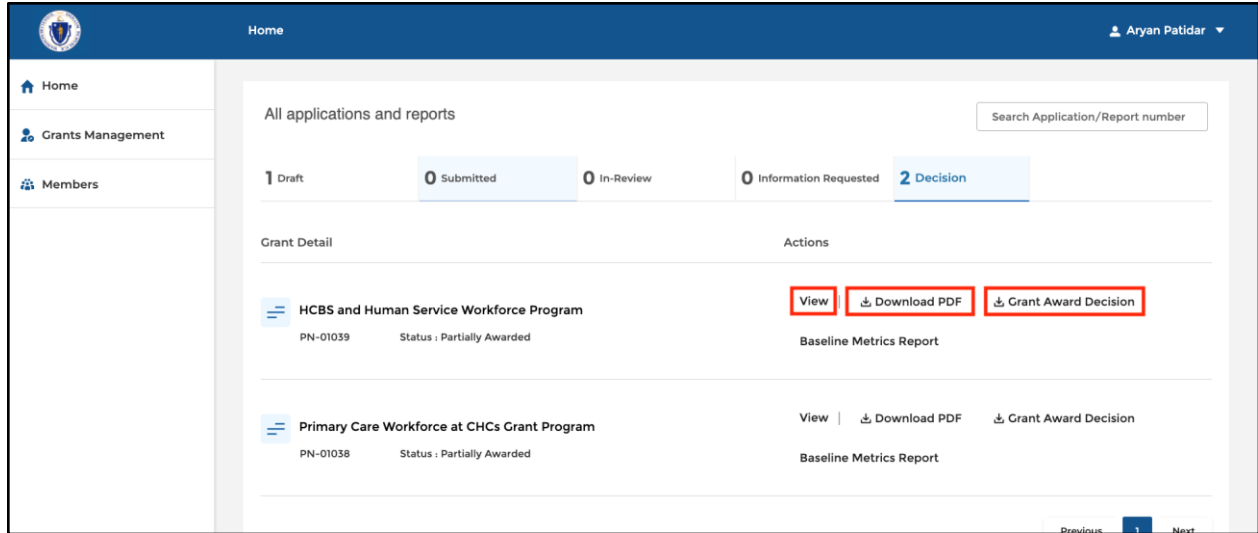 Home
Aryan Patidar
Home
Grants Management
Members
All applications and reports
Search Application/Report number
1 Draft
0 Submitted
0 In-Review
0 Information Requested
2 Decision
Grant Detail
Actions
HCBS and Human Service Workforce Program
View | Download PDF
Grant Award Decision
PN-01039
Status : Partially Awarded
Baseline Metrics Report
Primary Care Workforce at CHCs Grant Program
View | Download PDF
Grant Award Decision
PN-01038
Status : Partially Awarded
Baseline Metrics Report
Previous
1
Next